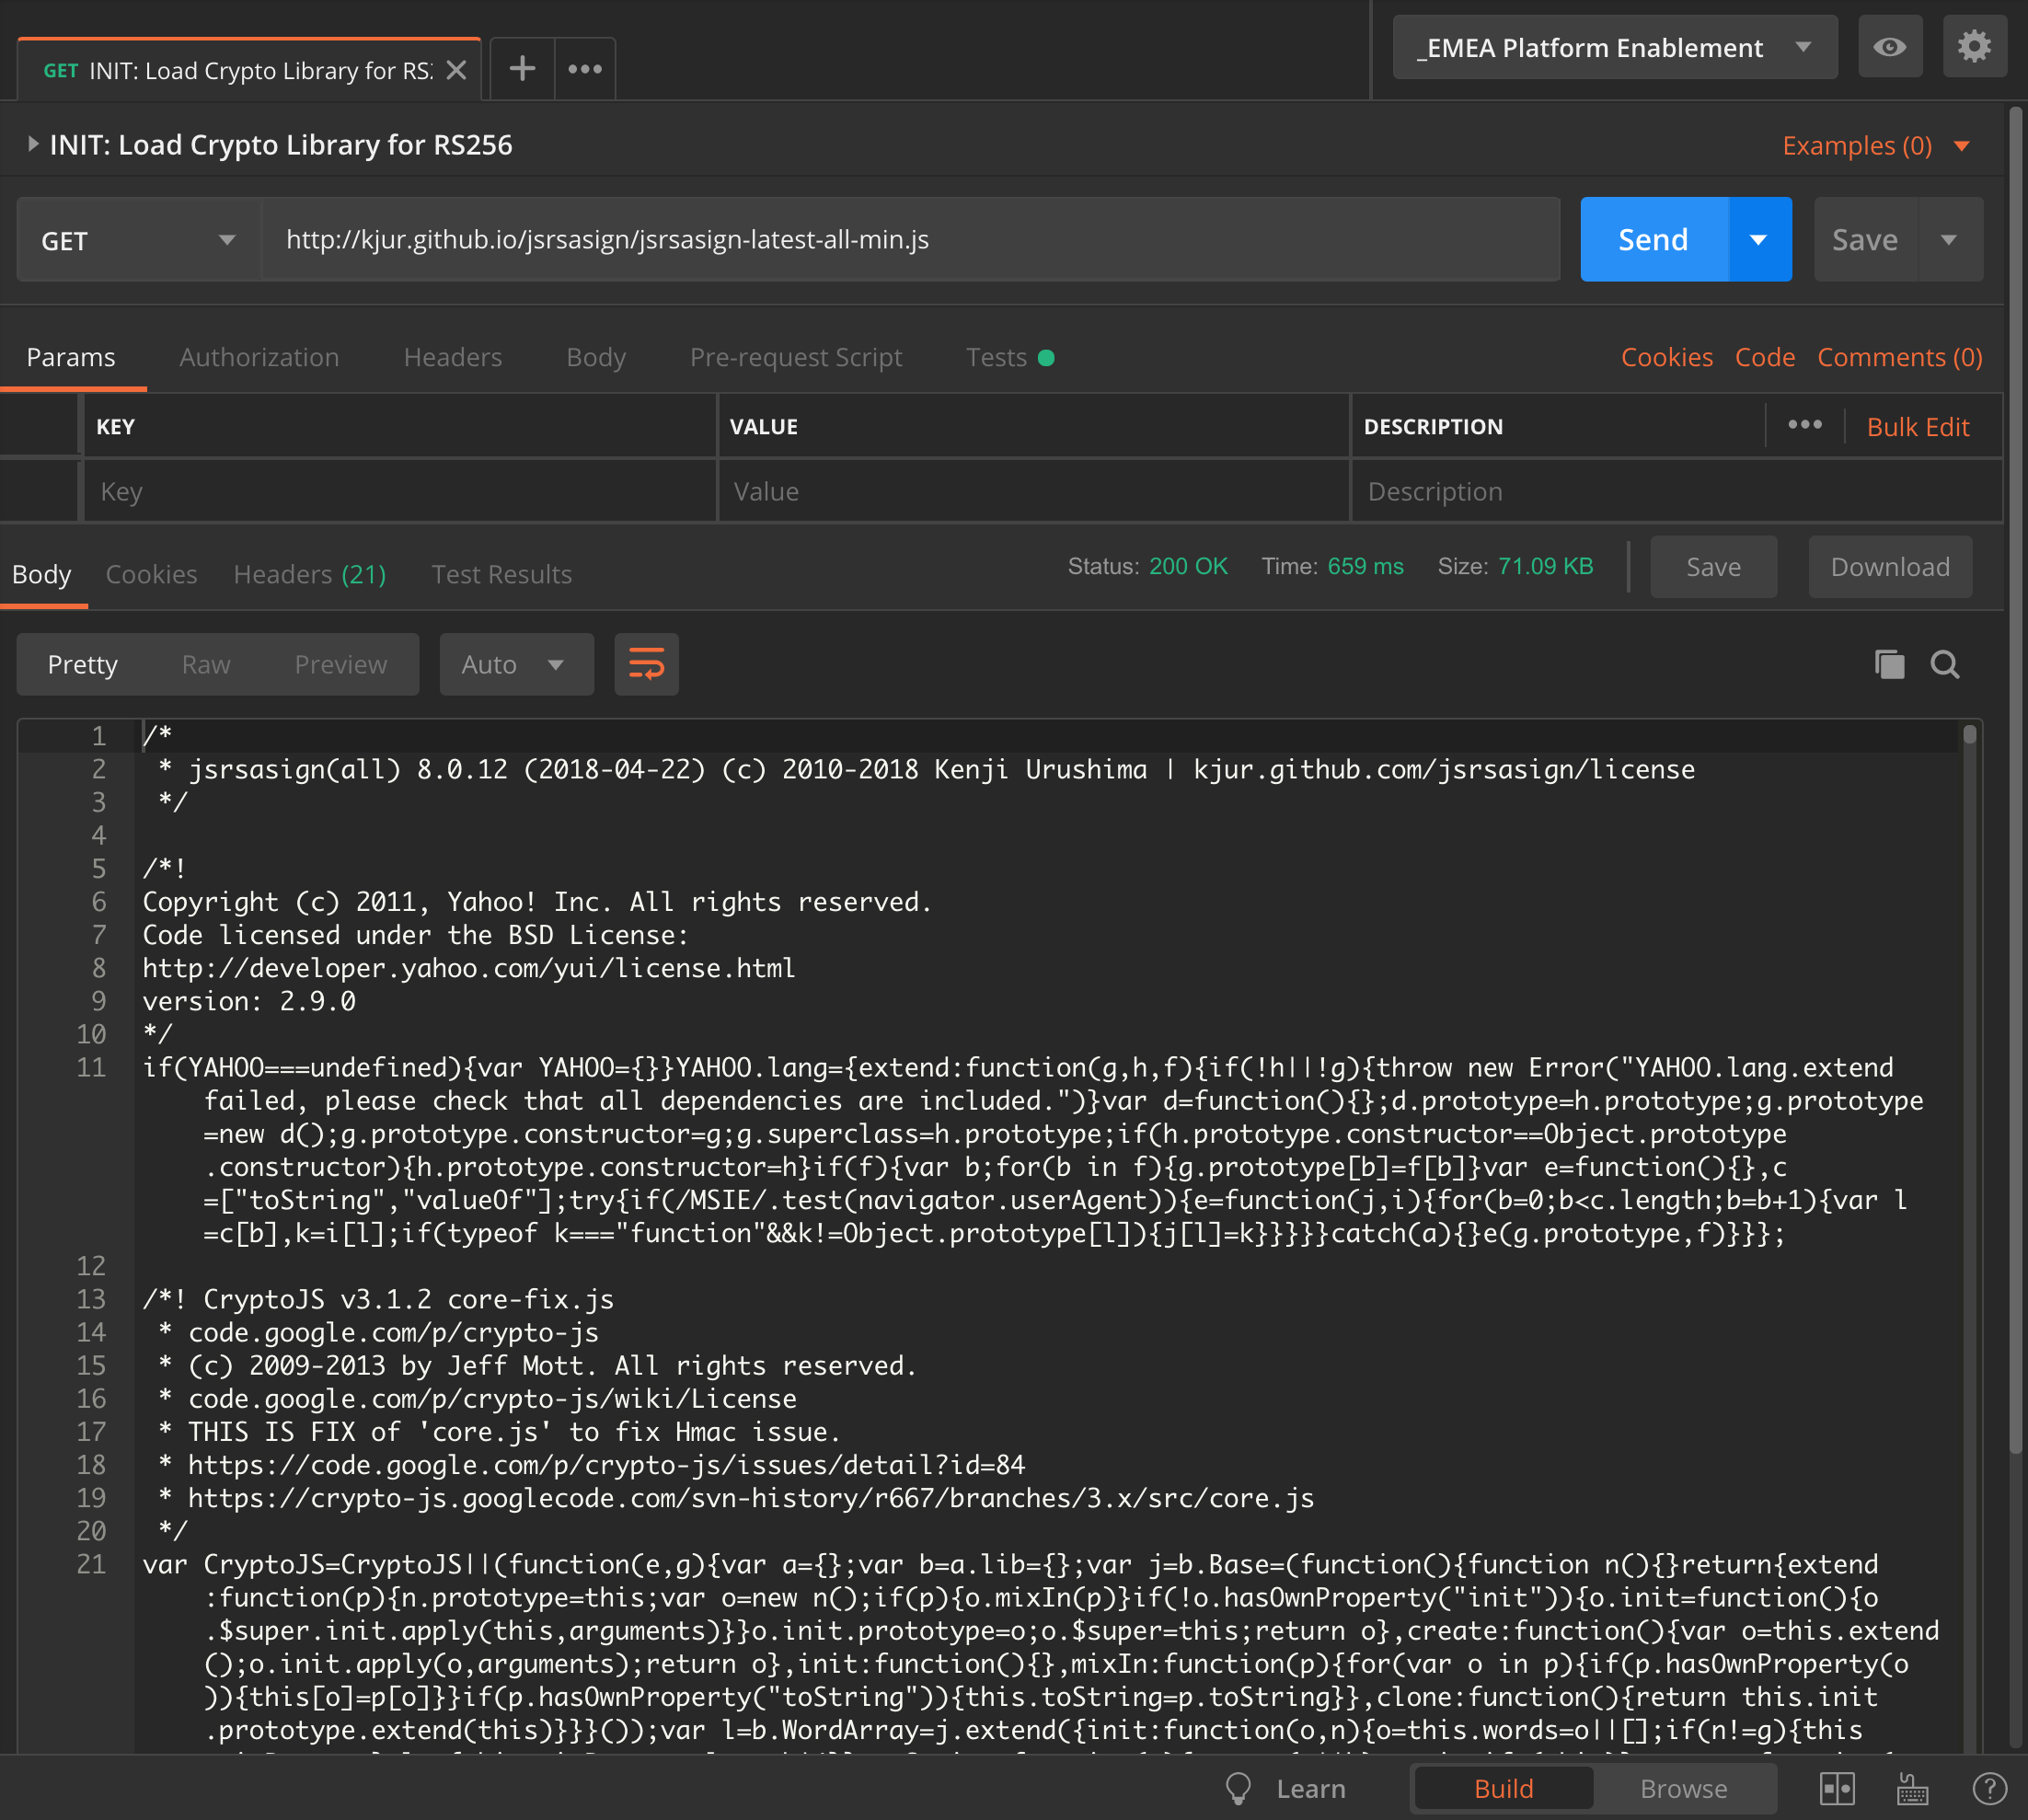 GET INIT: Load Crypto Library for RS:
_EMEA Platform Enablement
INIT: Load Crypto Library for RS256
Examples (0)
GET
http://kjur.github.io/jsrsasign/jsrsasign-latest-all-min.js
Send
Save
Params Authorization Headers Body Pre-request Script Tests
Cookies Code Comments (0)
KEY VALUE DESCRIPTION Bulk Edit
Key Value Description
Body Cookies Headers (21) Test Results
Status: 200 OK Time: 659 ms Size: 71.09 KB
Save Download
Pretty Raw Preview Auto
1 /*
2  * jsrsasign(all) 8.0.12 (2018-04-22) (c) 2010-2018 Kenji Urushima | kjur.github.com/jsrsasign/license
3  */
4
5 /*!
6 Copyright (c) 2011, Yahoo! Inc. All rights reserved.
7 Code licensed under the BSD License:
8 http://developer.yahoo.com/yui/license.html
9 version: 2.9.0
10 */
11 if(YAHOO===undefined){var YAHOO={}}YAHOO.lang={extend:function(g,h,f){if(!h||!g){throw new Error("YAHOO.lang.extend
failed, please check that all dependencies are included.")}var d=function(){};d.prototype=h.prototype;g.prototype
=new d();g.prototype.constructor=g;g.superclass=h.prototype;if(h.prototype.constructor==Object.prototype
.constructor){h.prototype.constructor=h}if(f){var b;for(b in f){g.prototype[b]=f[b]}var e=function(){},c
=["toString","valueOf"];try{if(/MSIE/.test(navigator.userAgent)){e=function(j,i){for(b=0;b<c.length;b=b+1){var l
=c[b],k=i[l];if(typeof k==="function"&&k!=Object.prototype[l]){j[l]=k}}}}}catch(a){}e(g.prototype,f)}}};
12
13 /*! CryptoJS v3.1.2 core-fix.js
14  * code.google.com/p/crypto-js
15  * (c) 2009-2013 by Jeff Mott. All rights reserved.
16  * code.google.com/p/crypto-js/wiki/License
17  * THIS IS FIX of 'core.js' to fix Hmac issue.
18  * https://code.google.com/p/crypto-js/issues/detail?id=84
19  * https://crypto-js.googlecode.com/svn-history/r667/branches/3.x/src/core.js
20  */
21 var CryptoJS=CryptoJS||(function(e,g){var a={};var b=a.lib={};var j=b.Base=(function(){function n(){}return{extend
:function(p){n.prototype=this;var o=new n();if(p){o.mixIn(p)}if(!o.hasOwnProperty("init")){o.init=function(){o
.$super.init.apply(this,arguments)}}o.init.prototype=o;o.$super=this;return o},create:function(){var o=this.extend
();o.init.apply(o,arguments);return o},init:function(){},mixIn:function(p){for(var o in p){if(p.hasOwnProperty(o
)){this[o]=p[o]}}if(p.hasOwnProperty("toString")){this.toString=p.toString}},clone:function(){return this.init
.prototype.extend(this)}}}());var l=b.WordArray=j.extend({init:function(o,n){o=this.words=o||[];if(n!=g){this
Learn Build Browse